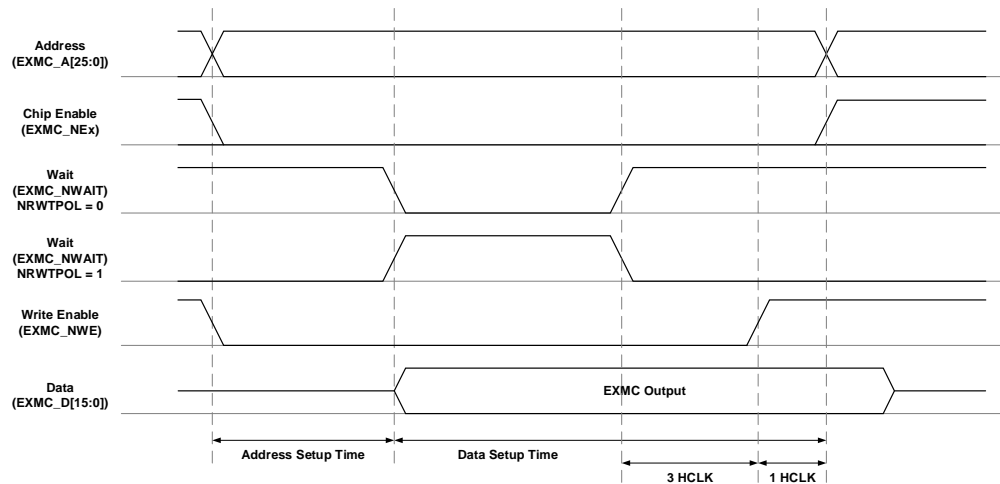 Address
(EXMC_A[25:0])
Chip Enable
(EXMC_NEx)
Wait
(EXMC_NWAIT)
NRWTPOL = 0
Wait
(EXMC_NWAIT)
NRWTPOL = 1
Write Enable
(EXMC_NWE)
Data
(EXMC_D[15:0])
EXMC Output
Address Setup Time
Data Setup Time
3 HCLK
1 HCLK